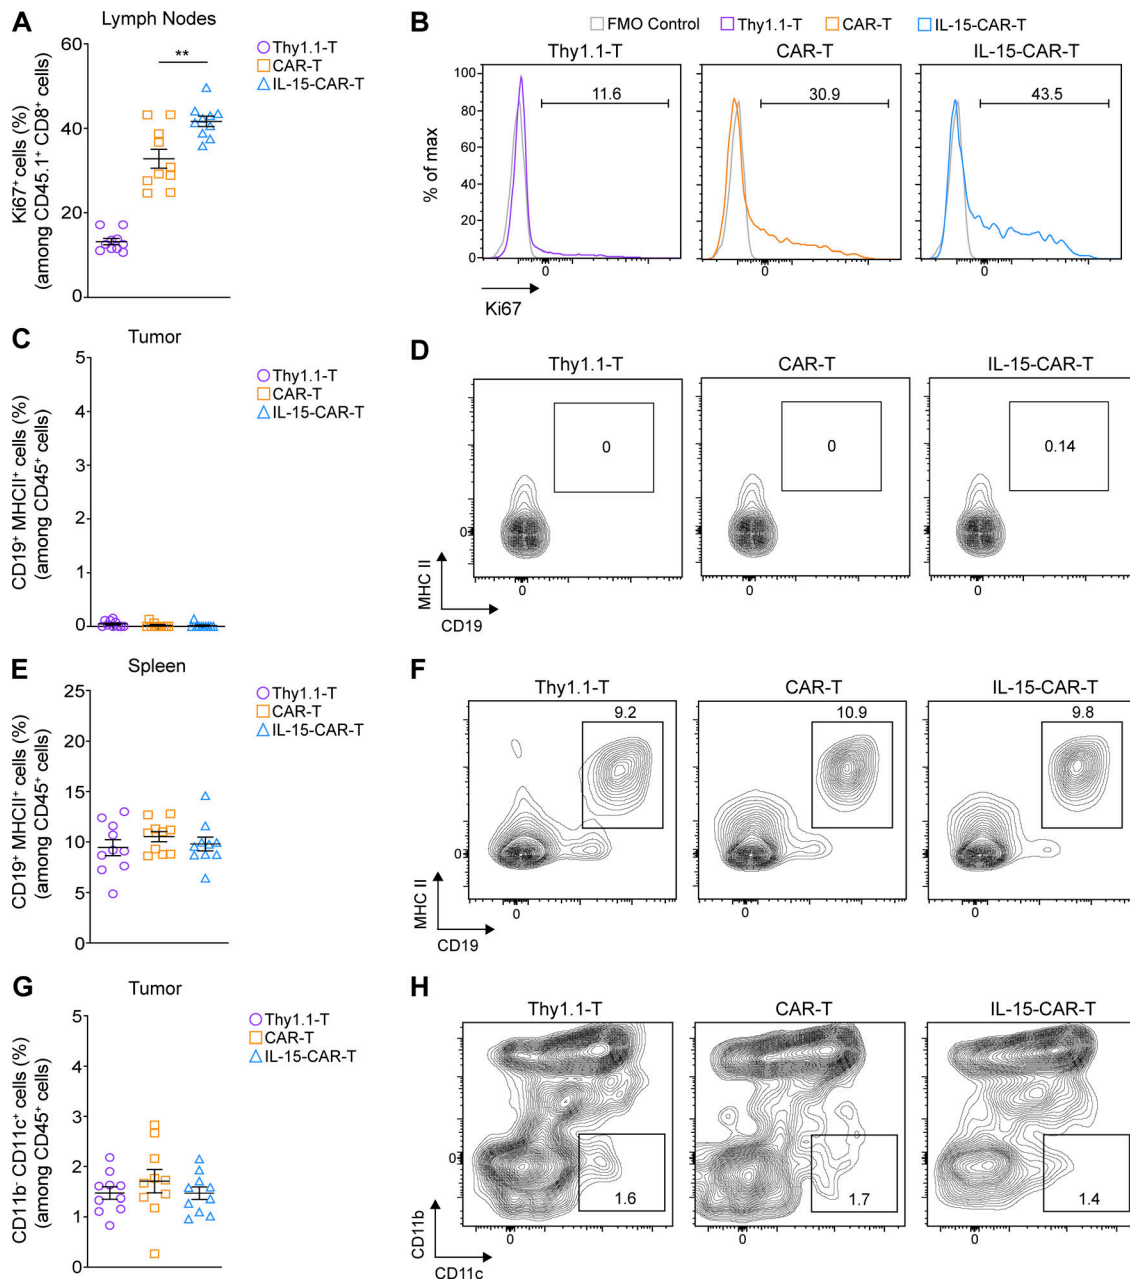 A
Lymph Nodes
Ki67⁺ cells (%)
(among CD45.1⁺ CD8⁺ cells)
60
40
20
0
**
Thy1.1-T
CAR-T
IL-15-CAR-T
B
FMO Control
Thy1.1-T
CAR-T
IL-15-CAR-T
Thy1.1-T
CAR-T
IL-15-CAR-T
% of max
100
80
60
40
20
0
11.6
30.9
43.5
0
0
0
Ki67
C
Tumor
CD19⁺ MHCII⁺ cells (%)
(among CD45⁺ cells)
5
4
3
2
1
0
Thy1.1-T
CAR-T
IL-15-CAR-T
D
Thy1.1-T
CAR-T
IL-15-CAR-T
0
0
0.14
0
0
0
0
MHC II
CD19
E
Spleen
CD19⁺ MHCII⁺ cells (%)
(among CD45⁺ cells)
25
20
15
10
5
0
Thy1.1-T
CAR-T
IL-15-CAR-T
F
Thy1.1-T
CAR-T
IL-15-CAR-T
9.2
10.9
9.8
0
0
0
0
MHC II
CD19
G
Tumor
CD11b⁻ CD11c⁺ cells (%)
(among CD45⁺ cells)
5
4
3
2
1
0
Thy1.1-T
CAR-T
IL-15-CAR-T
H
Thy1.1-T
CAR-T
IL-15-CAR-T
1.6
1.7
1.4
0
0
0
0
CD11b
CD11c